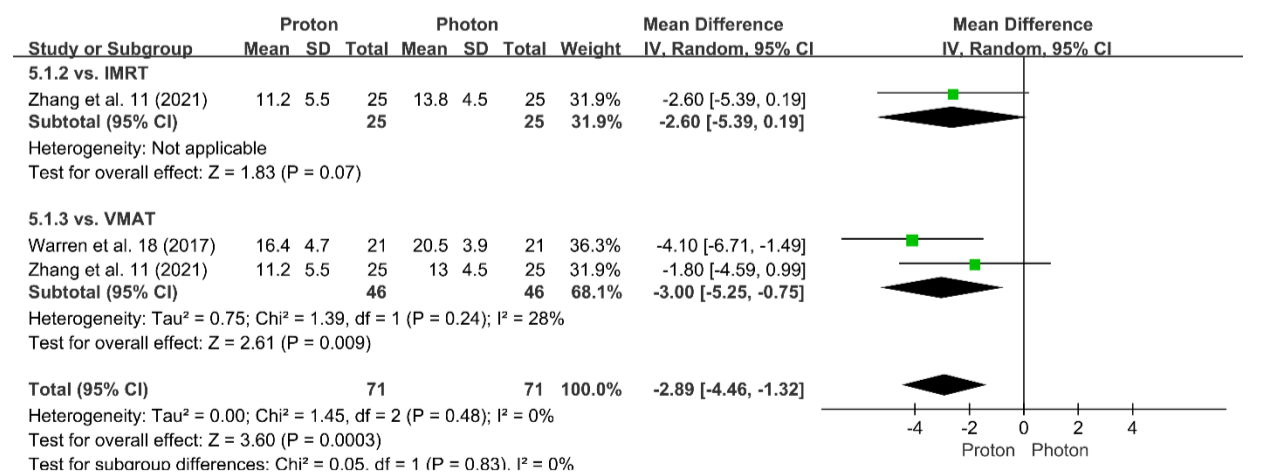 Proton Photon Mean Difference Mean Difference
Study or Subgroup Mean SD Total Mean SD Total Weight IV, Random, 95% CI IV, Random, 95% CI
5.1.2 vs. IMRT
Zhang et al. 11 (2021) 11.2 5.5 25 13.8 4.5 25 31.9% -2.60 [-5.39, 0.19]
Subtotal (95% CI) 25 25 31.9% -2.60 [-5.39, 0.19]
Heterogeneity: Not applicable
Test for overall effect: Z = 1.83 (P = 0.07)
5.1.3 vs. VMAT
Warren et al. 18 (2017) 16.4 4.7 21 20.5 3.9 21 36.3% -4.10 [-6.71, -1.49]
Zhang et al. 11 (2021) 11.2 5.5 25 13 4.5 25 31.9% -1.80 [-4.59, 0.99]
Subtotal (95% CI) 46 46 68.1% -3.00 [-5.25, -0.75]
Heterogeneity: Tau² = 0.75; Chi² = 1.39, df = 1 (P = 0.24); I² = 28%
Test for overall effect: Z = 2.61 (P = 0.009)
Total (95% CI) 71 71 100.0% -2.89 [-4.46, -1.32]
Heterogeneity: Tau² = 0.00; Chi² = 1.45, df = 2 (P = 0.48); I² = 0%
Test for overall effect: Z = 3.60 (P = 0.0003)
Test for subgroup differences: Chi² = 0.05, df = 1 (P = 0.83), I² = 0%
-4 -2 0 2 4
Proton Photon